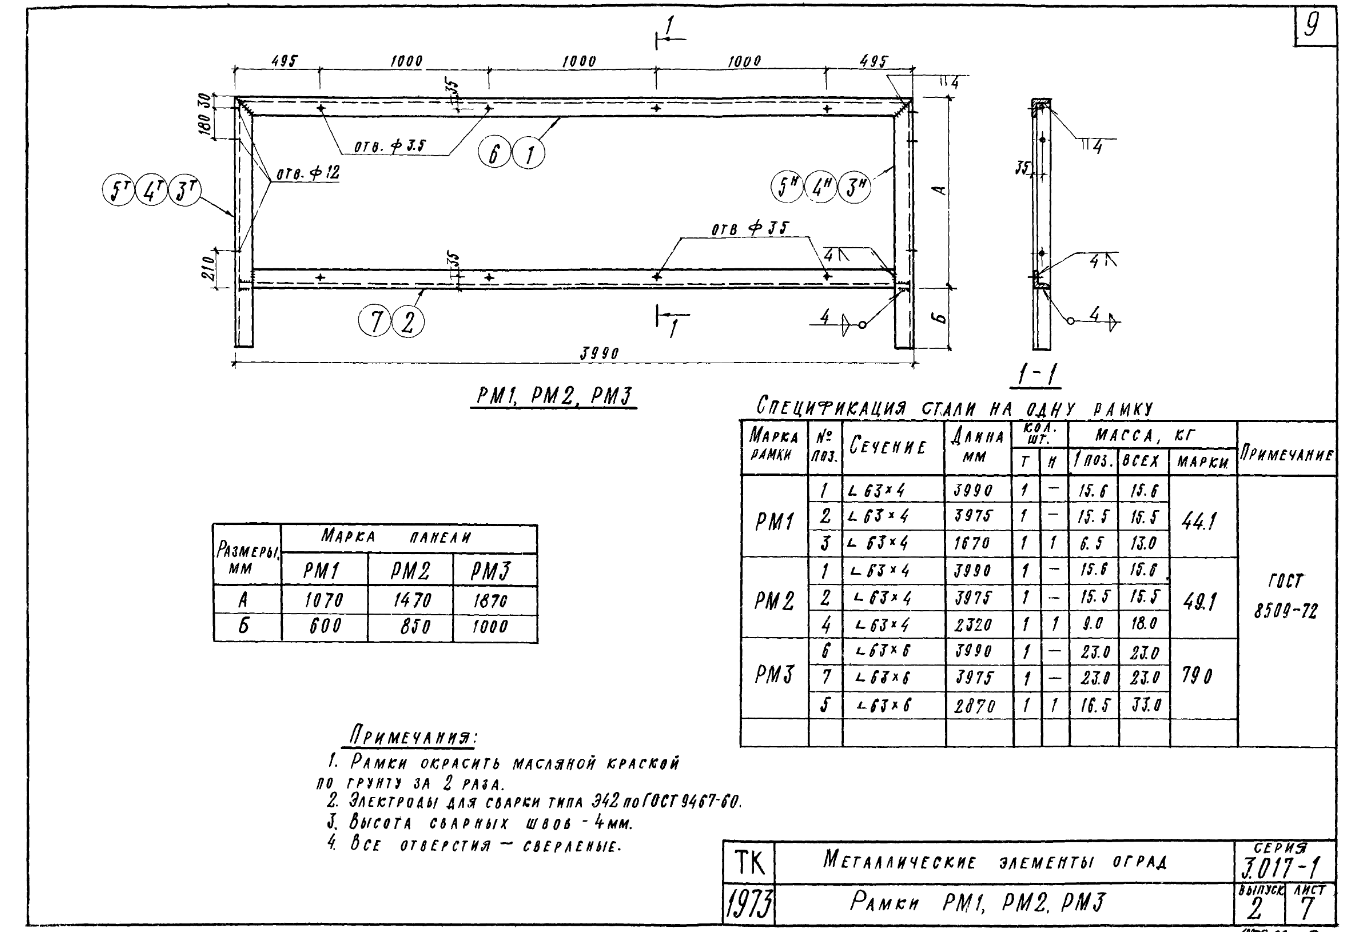 9
1
495 1000 1000 1000 495
30
180
35
4
отв. ф 3.5
отв. ф 12
6 1
5Т 4Т 3Т
5Н 4Н 3Н
А
отв ф 35
4
210
35
7 2
4
Б
1
3990
4
35
4
4
РМ1, РМ2, РМ3
1-1
Спецификация стали на одну рамку
Марка рамки № поз. Сечение Длина мм кол. шт. масса, кг Примечание
Т Н 1 поз. всех марки
РМ1 1 ∟ 63×4 3990 1 — 15.6 15.6 44.1 ГОСТ 8509-72
2 ∟ 63×4 3975 1 — 15.5 15.5
3 ∟ 63×4 1670 1 1 6.5 13.0
РМ2 1 ∟ 63×4 3990 1 — 15.6 15.6 49.1
2 ∟ 63×4 3975 1 — 15.5 15.5
4 ∟ 63×4 2320 1 1 9.0 18.0
РМ3 6 ∟ 63×6 3990 1 — 23.0 23.0 79 0
7 ∟ 63×6 3975 1 — 23.0 23.0
5 ∟ 63×6 2870 1 1 16.5 33.0
Размеры, мм Марка панели
РМ1 РМ2 РМ3
А 1070 1470 1870
Б 600 850 1000
Примечания:
1. Рамки окрасить масляной краской
по грунту за 2 раза.
2. Электроды для сварки типа Э42 по ГОСТ 9467-60.
3. Высота сварных швов - 4мм.
4. Все отверстия — сверленые.
ТК Металлические элементы оград серия 3.017-1
1973 Рамки РМ1, РМ2, РМ3 выпуск 2 лист 7